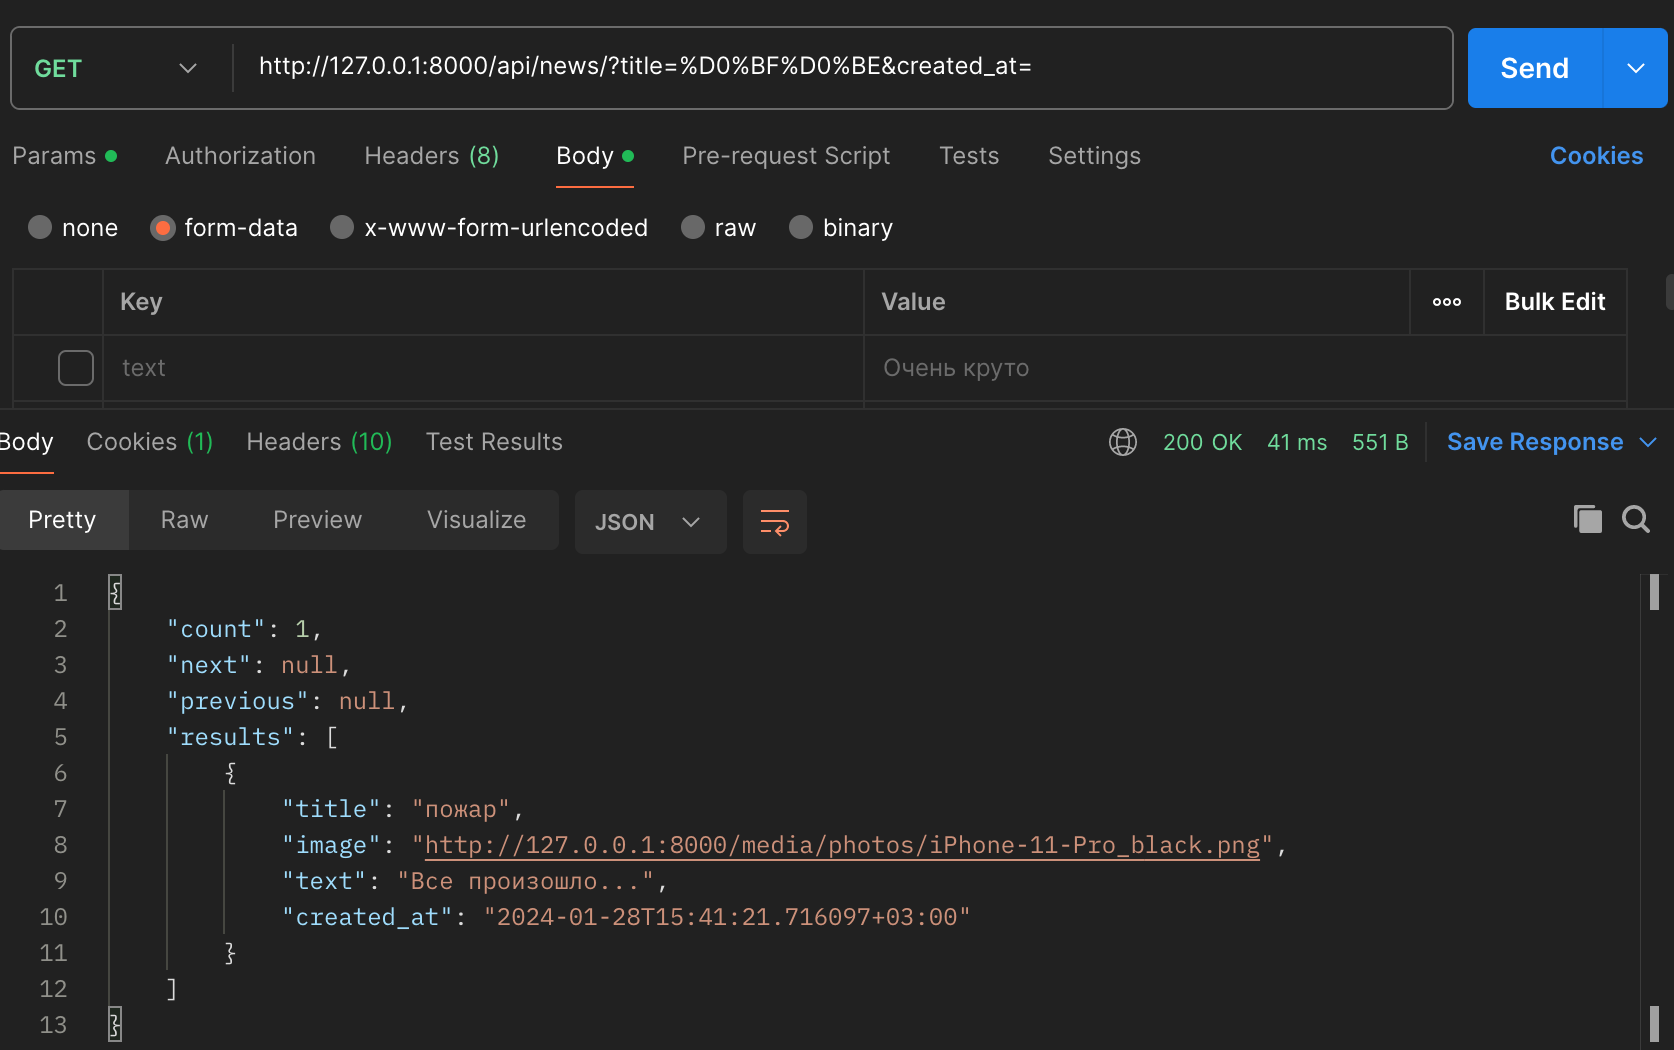 GET http://127.0.0.1:8000/api/news/?title=%D0%BF%D0%BE&created_at= Send
Params Authorization Headers (8) Body Pre-request Script Tests Settings Cookies
none form-data x-www-form-urlencoded raw binary
Key Value ooo Bulk Edit
text Очень круто
Body Cookies (1) Headers (10) Test Results 200 OK 41 ms 551 B Save Response
Pretty Raw Preview Visualize JSON
1 {
2 "count": 1,
3 "next": null,
4 "previous": null,
5 "results": [
6 {
7 "title": "пожар",
8 "image": "http://127.0.0.1:8000/media/photos/iPhone-11-Pro_black.png",
9 "text": "Все произошло...",
10 "created_at": "2024-01-28T15:41:21.716097+03:00"
11 }
12 ]
13 }